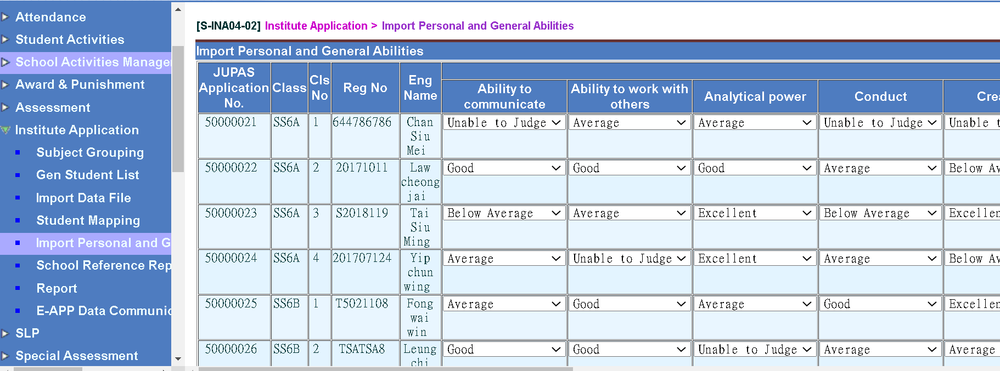 Attendance
Student Activities
School Activities Manage
Award & Punishment
Assessment
Institute Application
Subject Grouping
Gen Student List
Import Data File
Student Mapping
Import Personal and G
School Reference Rep
Report
E-APP Data Communic
SLP
Special Assessment
[S-INA04-02] Institute Application > Import Personal and General Abilities
Import Personal and General Abilities
JUPAS Application No. Class Cls No Reg No Eng Name Ability to communicate Ability to work with others Analytical power Conduct Crea
50000021 SS6A 1 644786786 Chan Siu Mei Unable to Judge Average Average Unable to Judge Unable t
50000022 SS6A 2 20171011 Law cheong jai Good Good Good Average Below Av
50000023 SS6A 3 S2018119 Tai Siu Ming Below Average Average Excellent Below Average Excellen
50000024 SS6A 4 201707124 Yip chun wing Average Unable to Judge Excellent Average Below Av
50000025 SS6B 1 T5021108 Fong wai win Average Good Average Good Excellen
50000026 SS6B 2 TSATSA8 Leung chi Good Good Unable to Judge Average Average